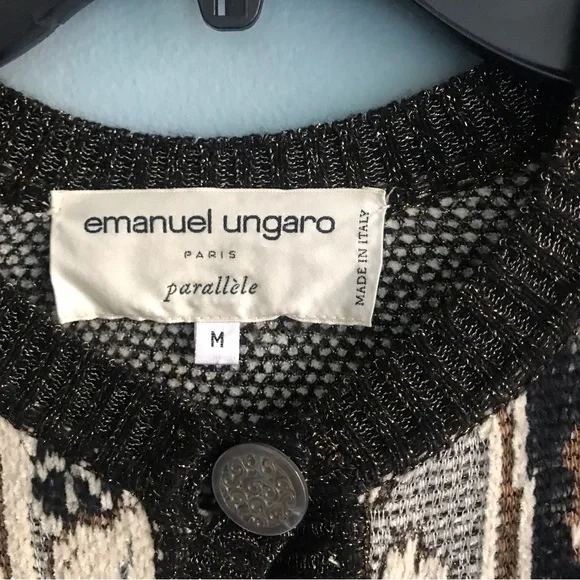 emanuel ungaro
PARIS
parallèle
MADE IN ITALY
M